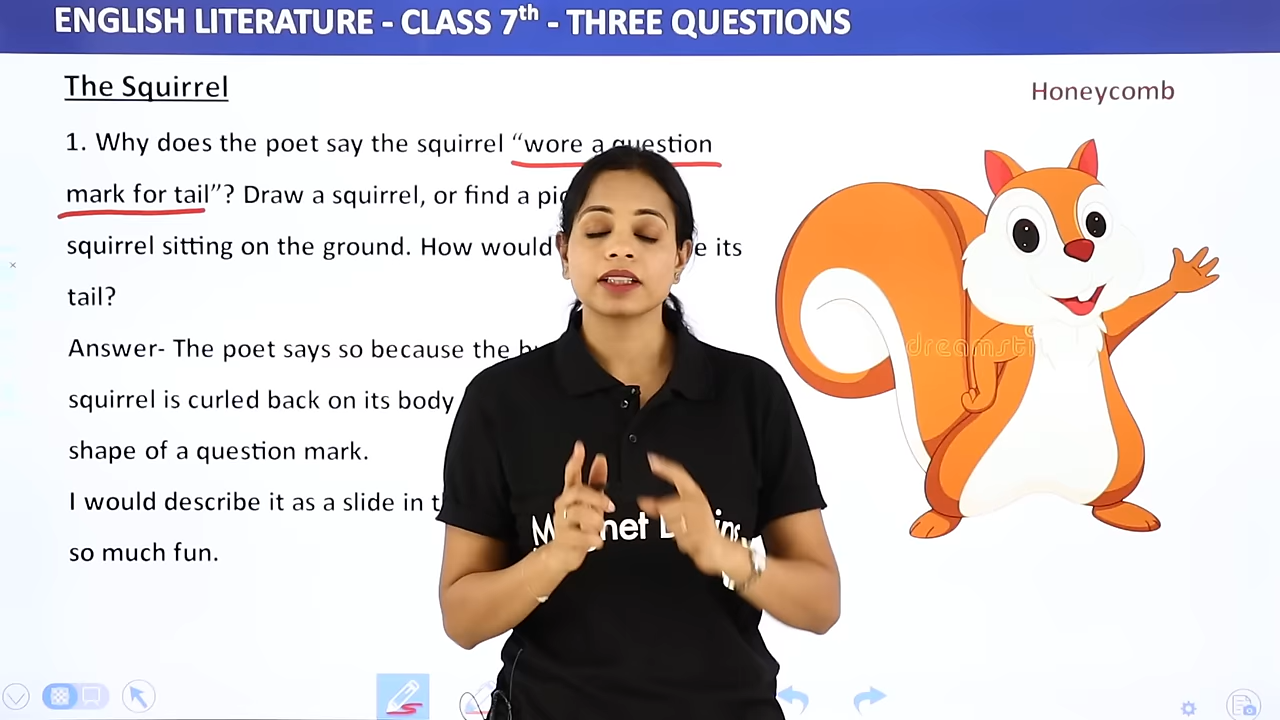 ENGLISH LITERATURE - CLASS 7th - THREE QUESTIONS
The Squirrel
Honeycomb
1. Why does the poet say the squirrel “wore a question
mark for tail”? Draw a squirrel, or find a
squirrel sitting on the ground. How would its
tail?
Answer- The poet says so because the
squirrel is curled back on its body
shape of a question mark.
I would describe it as a slide in
so much fun.
dreamsti